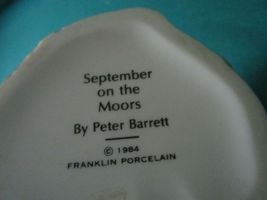 September
on the
Moors
By Peter Barrett
© 1984
FRANKLIN PORCELAIN